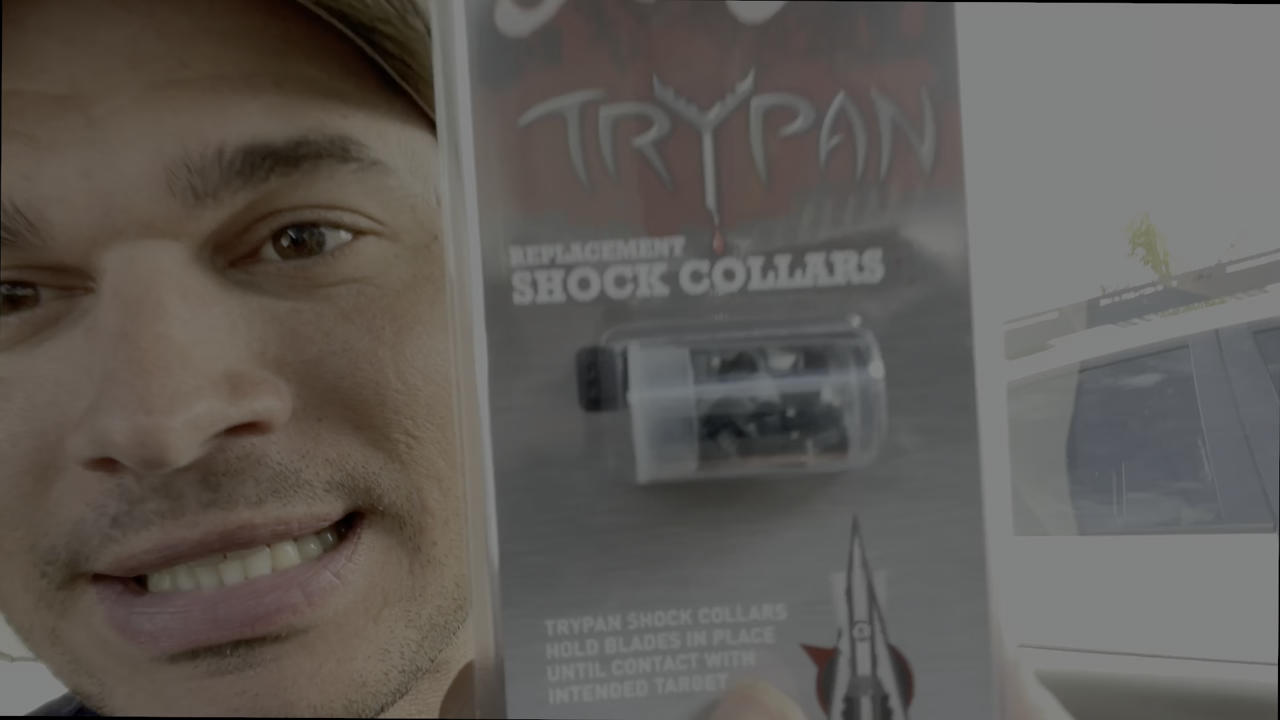 TRYPAN
REPLACEMENT
SHOCK COLLARS
TRYPAN SHOCK COLLARS
HOLD BLADES IN PLACE
UNTIL CONTACT WITH
INTENDED TARGET